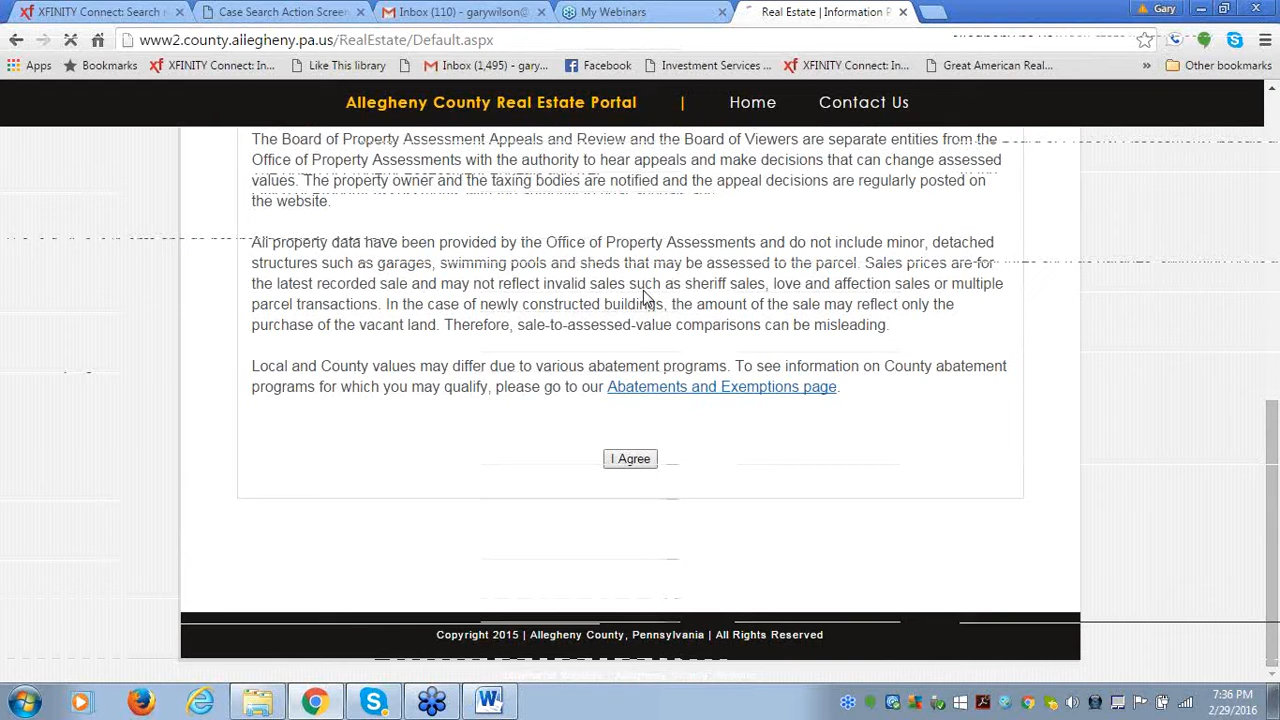 XFINITY Connect: Search r
Case Search Action Screen
Inbox (110) - garywilson@
My Webinars
Real Estate | Information P
Gary
www2.county.allegheny.pa.us/RealEstate/Default.aspx
Apps
Bookmarks
XFINITY Connect: In...
Like This library
Inbox (1,495) - gary...
Facebook
Investment Services ...
XFINITY Connect: In...
Great American Real...
»
Other bookmarks
Allegheny County Real Estate Portal | Home Contact Us
The Board of Property Assessment Appeals and Review and the Board of Viewers are separate entities from the
Office of Property Assessments with the authority to hear appeals and make decisions that can change assessed
values. The property owner and the taxing bodies are notified and the appeal decisions are regularly posted on
the website.
All property data have been provided by the Office of Property Assessments and do not include minor, detached
structures such as garages, swimming pools and sheds that may be assessed to the parcel. Sales prices are for
the latest recorded sale and may not reflect invalid sales such as sheriff sales, love and affection sales or multiple
parcel transactions. In the case of newly constructed buildings, the amount of the sale may reflect only the
purchase of the vacant land. Therefore, sale-to-assessed-value comparisons can be misleading.
Local and County values may differ due to various abatement programs. To see information on County abatement
programs for which you may qualify, please go to our Abatements and Exemptions page.
I Agree
Copyright 2015 | Allegheny County, Pennsylvania | All Rights Reserved
7:36 PM
2/29/2016